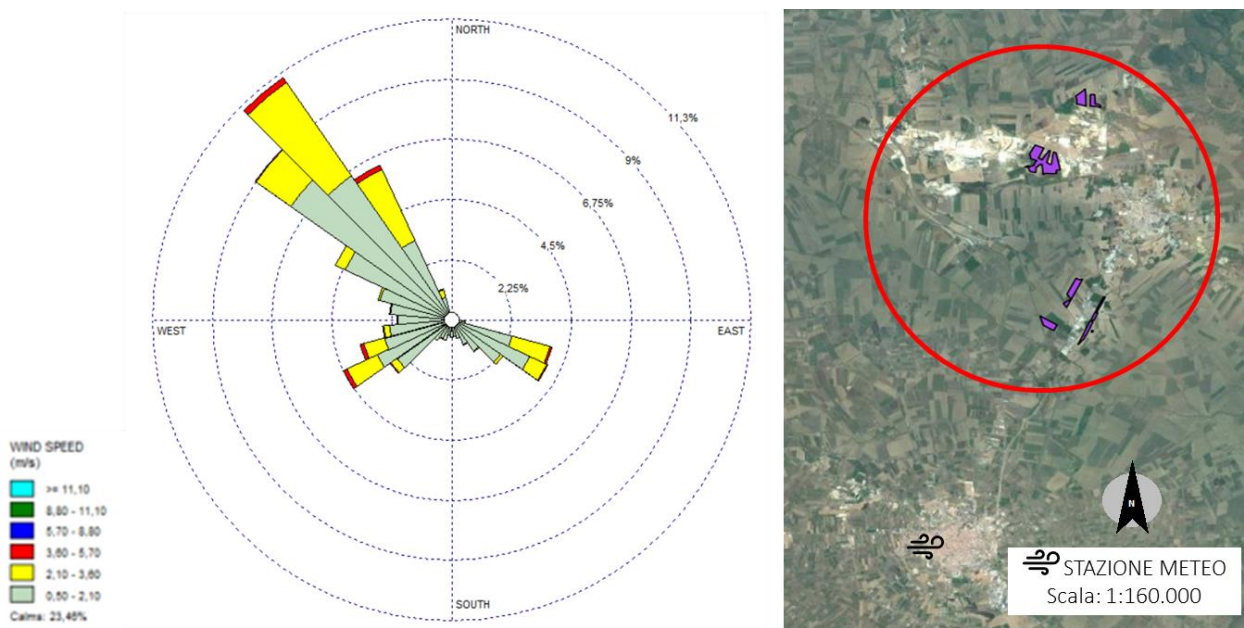 NORTH
11,3%
9%
6,75%
4,5%
2,25%
WEST
EAST
SOUTH
WIND SPEED
(m/s)
>= 11,10
8,80 - 11,10
5,70 - 8,80
3,60 - 5,70
2,10 - 3,60
0,50 - 2,10
Calms: 23,45%
N
STAZIONE METEO
Scala: 1:160.000